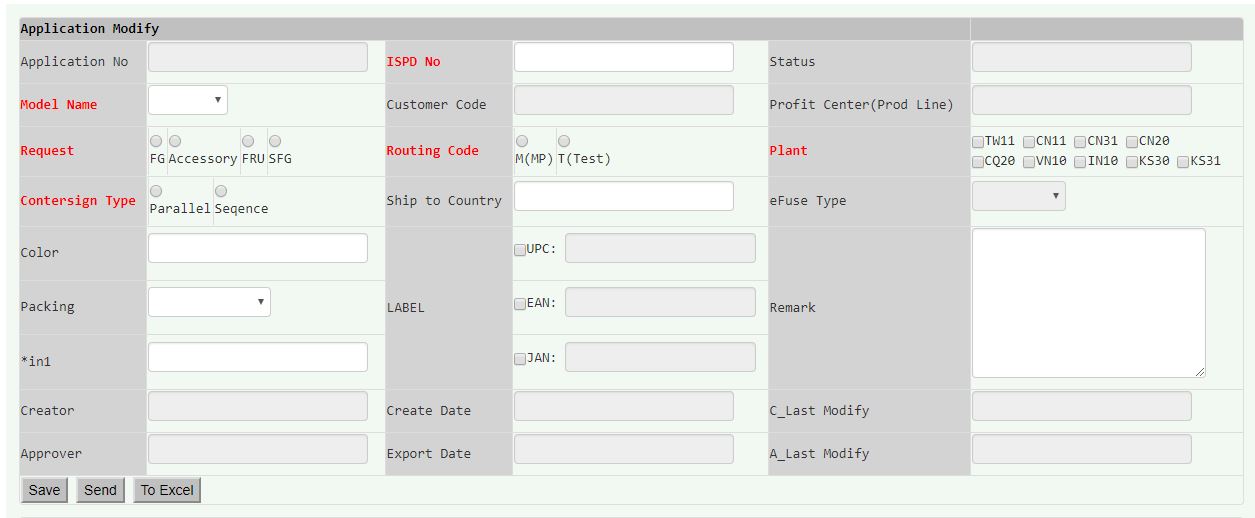 Application Modify
Application No ISPD No Status
Model Name Customer Code Profit Center(Prod Line)
Request FG Accessory FRU SFG Routing Code M(MP) T(Test) Plant TW11 CN11 CN31 CN20
CQ20 VN10 IN10 KS30 KS31
Contersign Type Parallel Seqence Ship to Country eFuse Type
Color UPC:
Packing LABEL EAN: Remark
*in1 JAN:
Creator Create Date C_Last Modify
Approver Export Date A_Last Modify
Save Send To Excel